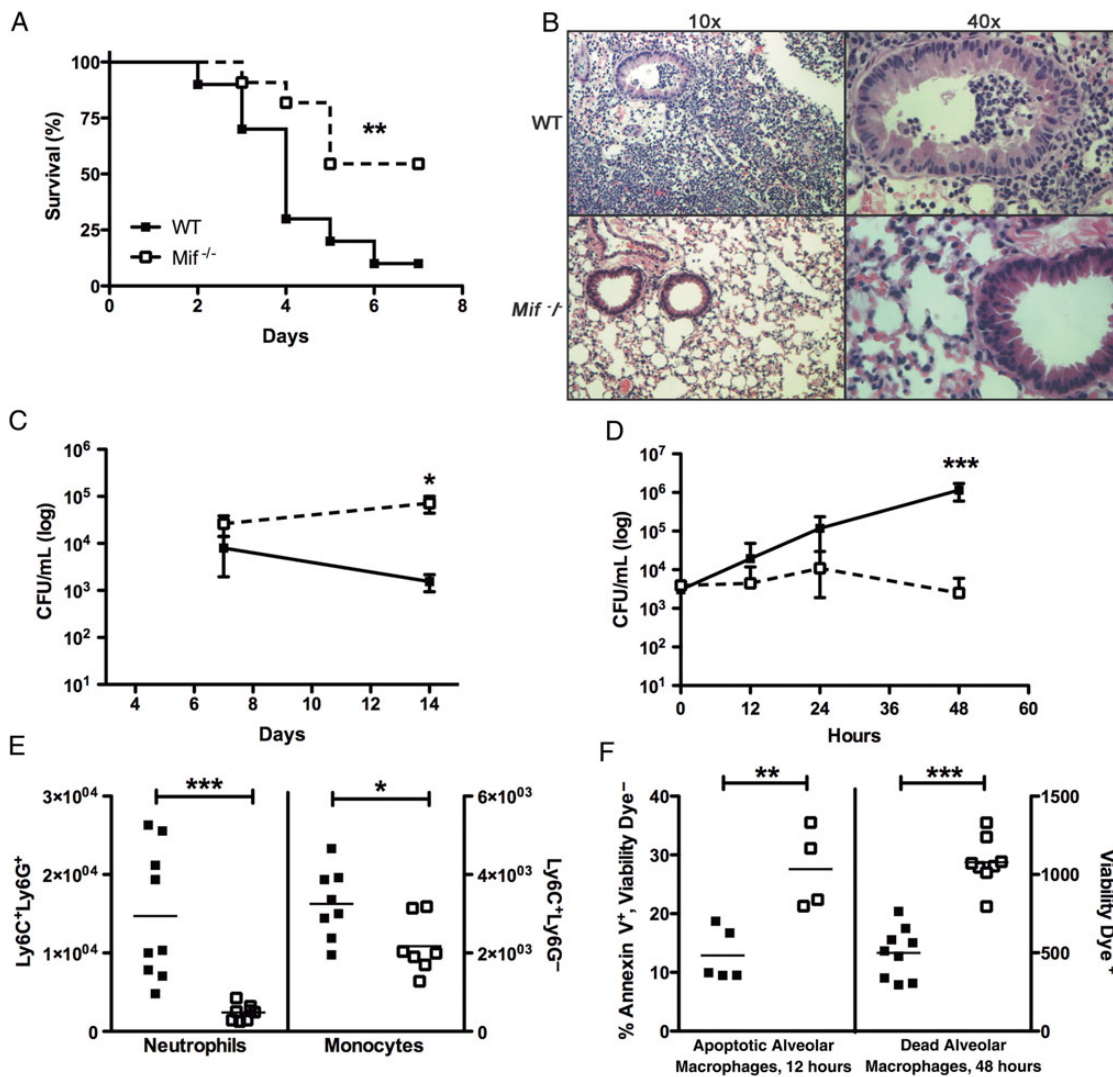 A
100
75
50
25
0
Survival (%)
**
WT
Mif -/-
0 2 4 6 8
Days
B
10x 40x
WT
Mif -/-
C
10^6
10^5
10^4
10^3
10^2
10^1
CFU/mL (log)
*
4 6 8 10 12 14
Days
D
10^7
10^6
10^5
10^4
10^3
10^2
10^1
CFU/mL (log)
***
0 12 24 36 48 60
Hours
E
3×10^04
2×10^04
1×10^04
0
Ly6C+Ly6G+
***
*
6×10^03
4×10^03
2×10^03
0
Ly6C+Ly6G−
Neutrophils Monocytes
F
40
30
20
10
0
% Annexin V+, Viability Dye−
**
***
1500
1000
500
0
Viability Dye +
Apoptotic Alveolar
Macrophages, 12 hours
Dead Alveolar
Macrophages, 48 hours